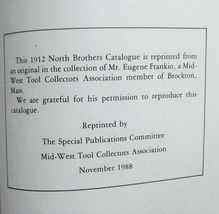 This 1912 North Brothers Catalogue is reprinted from
an original in the collection of Mr. Eugene Frankio, a Mid-
West Tool Collectors Association member of Brockton,
Mass.
We are grateful for his permission to reproduce this
catalogue.
Reprinted by
The Special Publications Committee
Mid-West Tool Collectors Association
November 1988